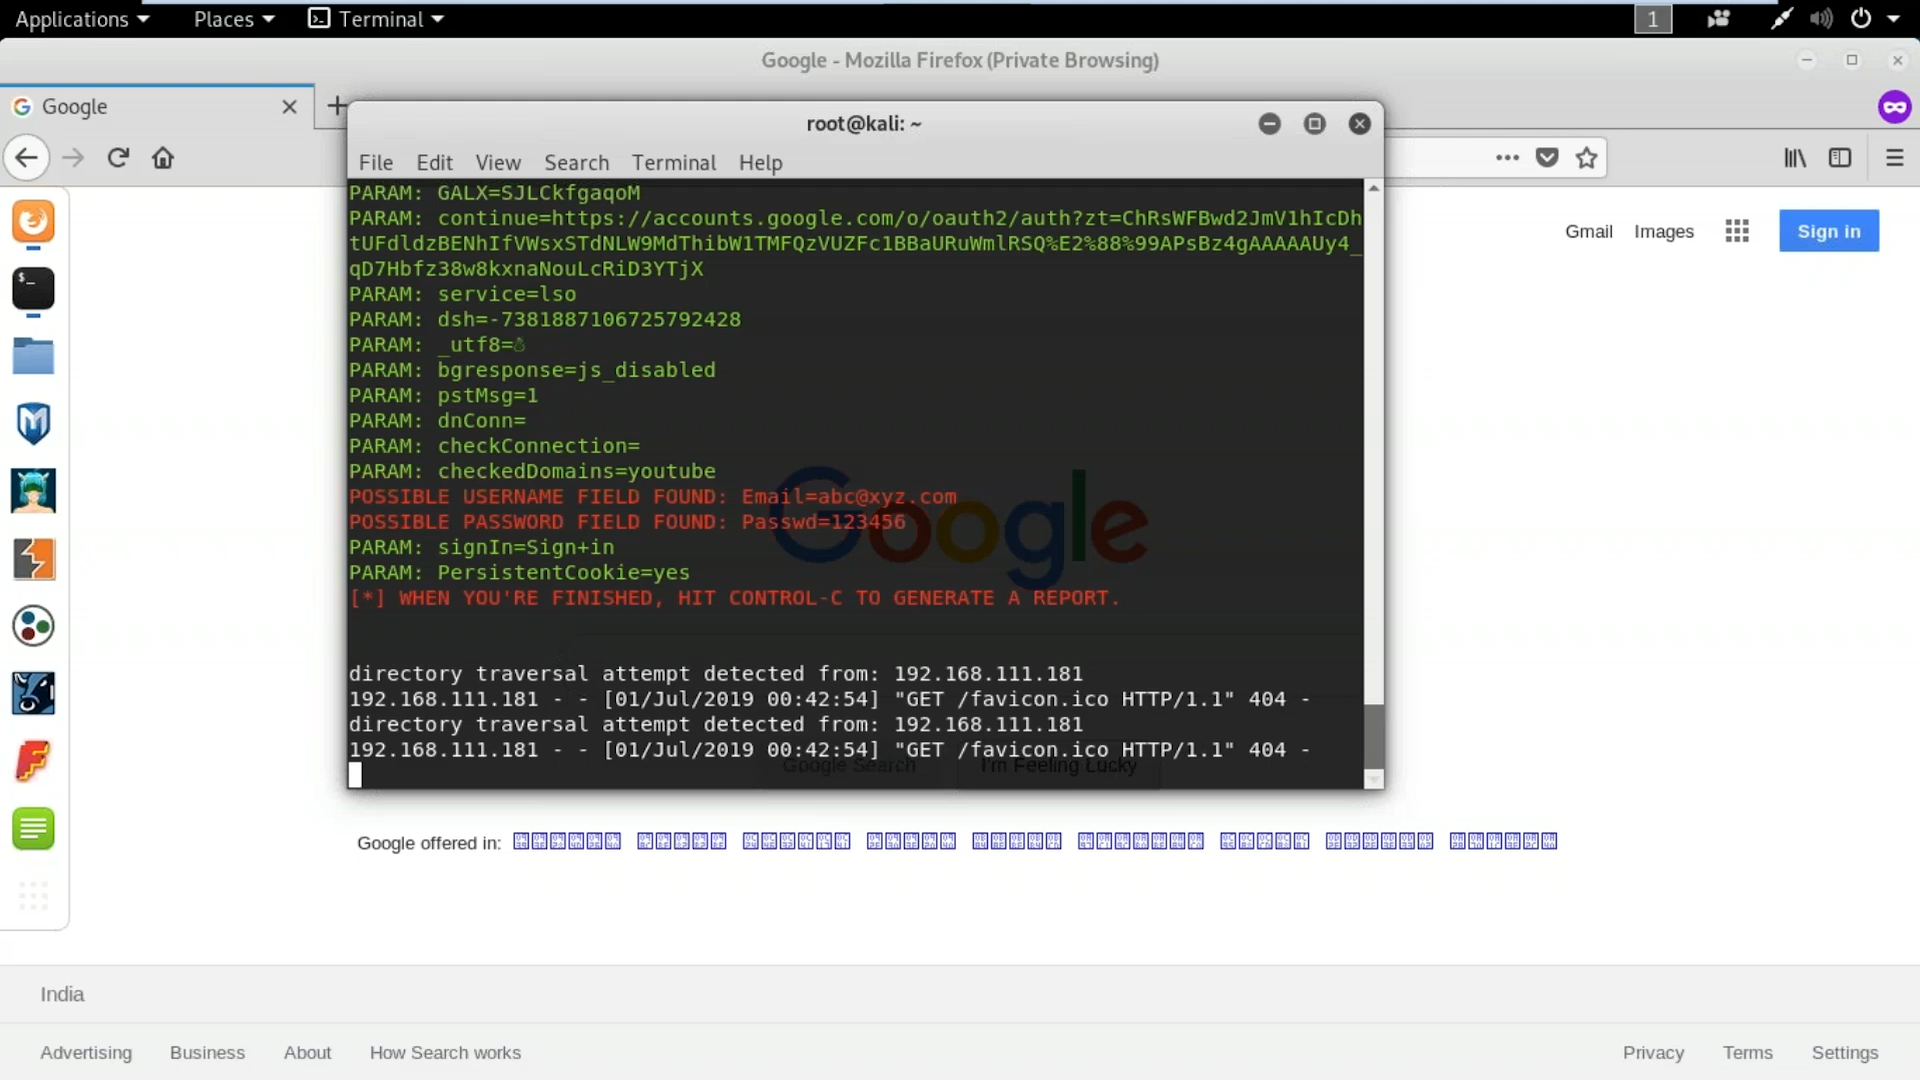 Applications Places Terminal 1
Google - Mozilla Firefox (Private Browsing)
Google
root@kali: ~
File Edit View Search Terminal Help
PARAM: GALX=SJLCkfgaqoM
PARAM: continue=https://accounts.google.com/o/oauth2/auth?zt=ChRsWFBwd2JmV1hIcDh
tUFdldzBENhIfVWsxSTdNLW9MdThibW1TMFQzVUZFc1BBaURuWmlRSQ%E2%88%99APsBz4gAAAAAUy4_
qD7Hbfz38w8kxnaNouLcRiD3YTjX
PARAM: service=lso
PARAM: dsh=-7381887106725792428
PARAM: _utf8=☃
PARAM: bgresponse=js_disabled
PARAM: pstMsg=1
PARAM: dnConn=
PARAM: checkConnection=
PARAM: checkedDomains=youtube
POSSIBLE USERNAME FIELD FOUND: Email=abc@xyz.com
POSSIBLE PASSWORD FIELD FOUND: Passwd=123456
PARAM: signIn=Sign+in
PARAM: PersistentCookie=yes
[*] WHEN YOU'RE FINISHED, HIT CONTROL-C TO GENERATE A REPORT.
directory traversal attempt detected from: 192.168.111.181
192.168.111.181 - - [01/Jul/2019 00:42:54] "GET /favicon.ico HTTP/1.1" 404 -
directory traversal attempt detected from: 192.168.111.181
192.168.111.181 - - [01/Jul/2019 00:42:54] "GET /favicon.ico HTTP/1.1" 404 -
Gmail Images Sign in
Google
Google Search I'm Feeling Lucky
Google offered in:
India
Advertising Business About How Search works Privacy Terms Settings